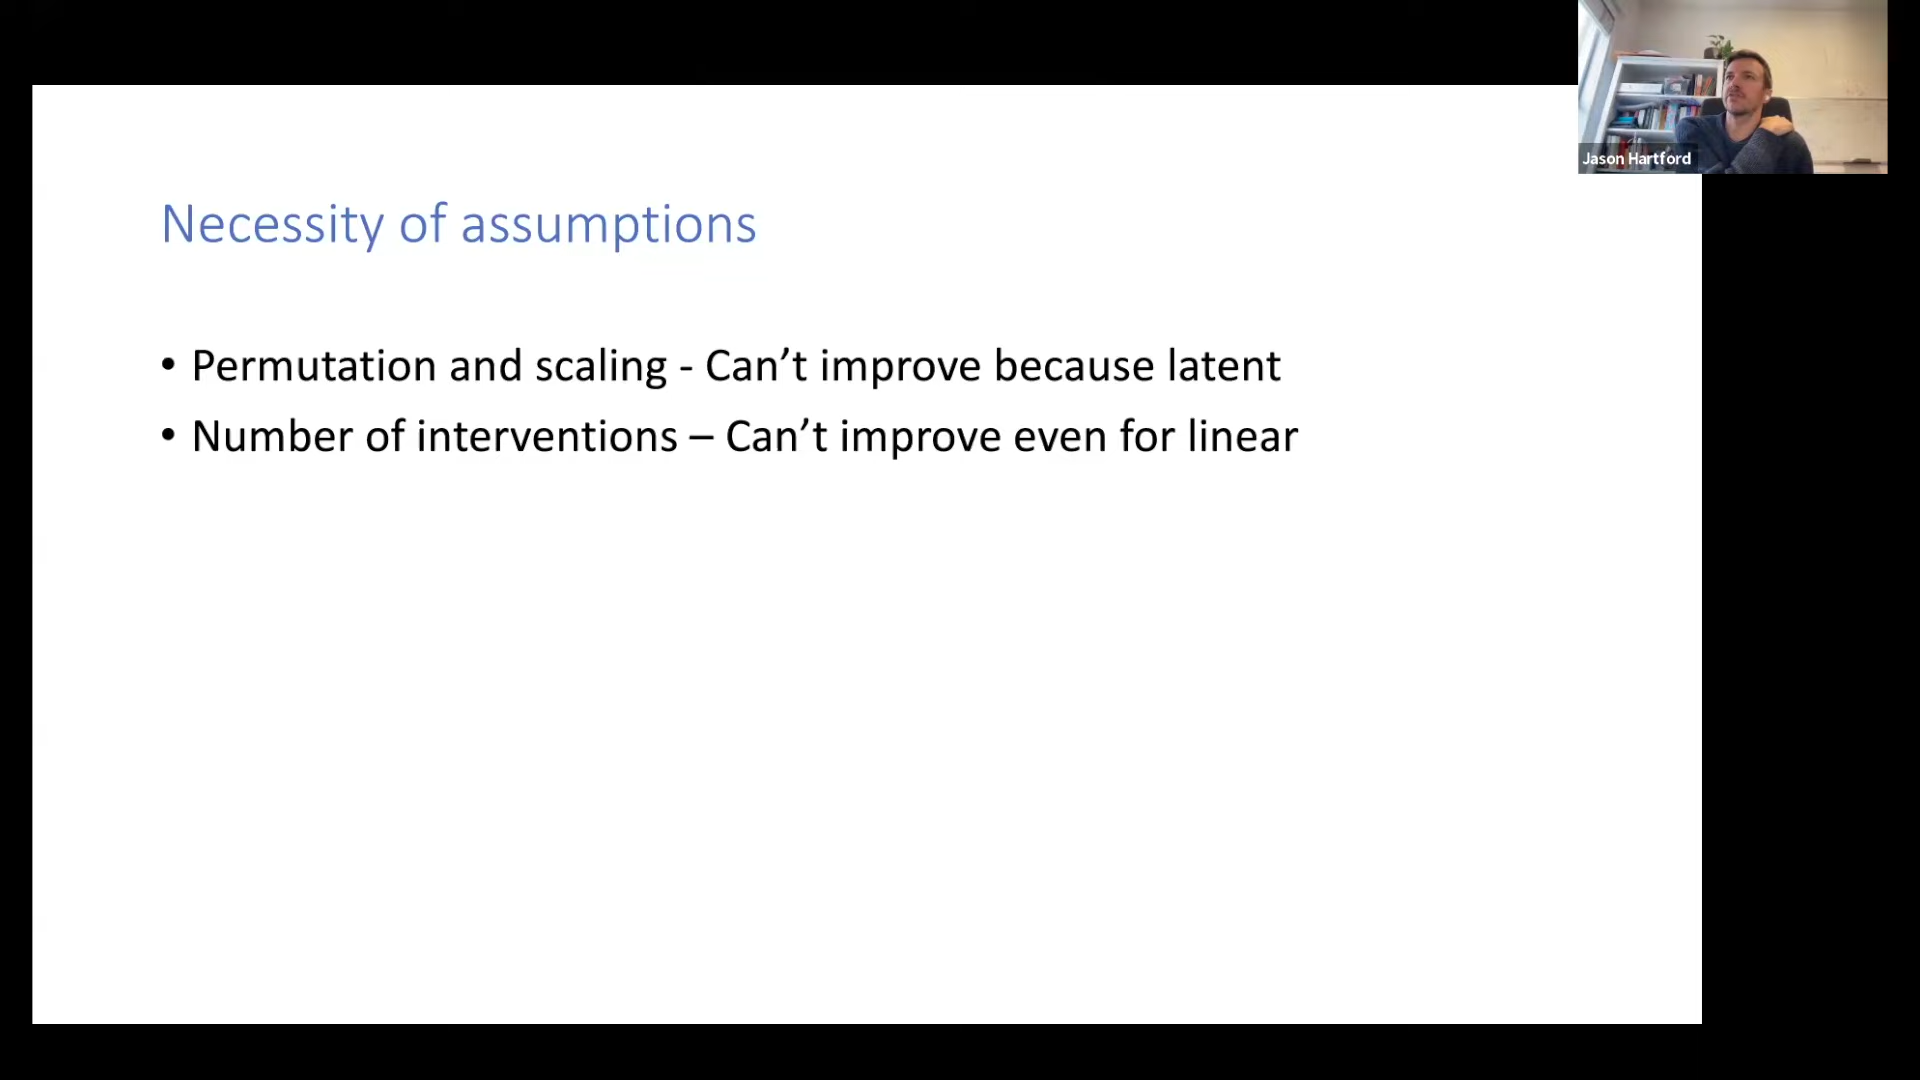 Jason Hartford
Necessity of assumptions
• Permutation and scaling - Can’t improve because latent
• Number of interventions – Can’t improve even for linear